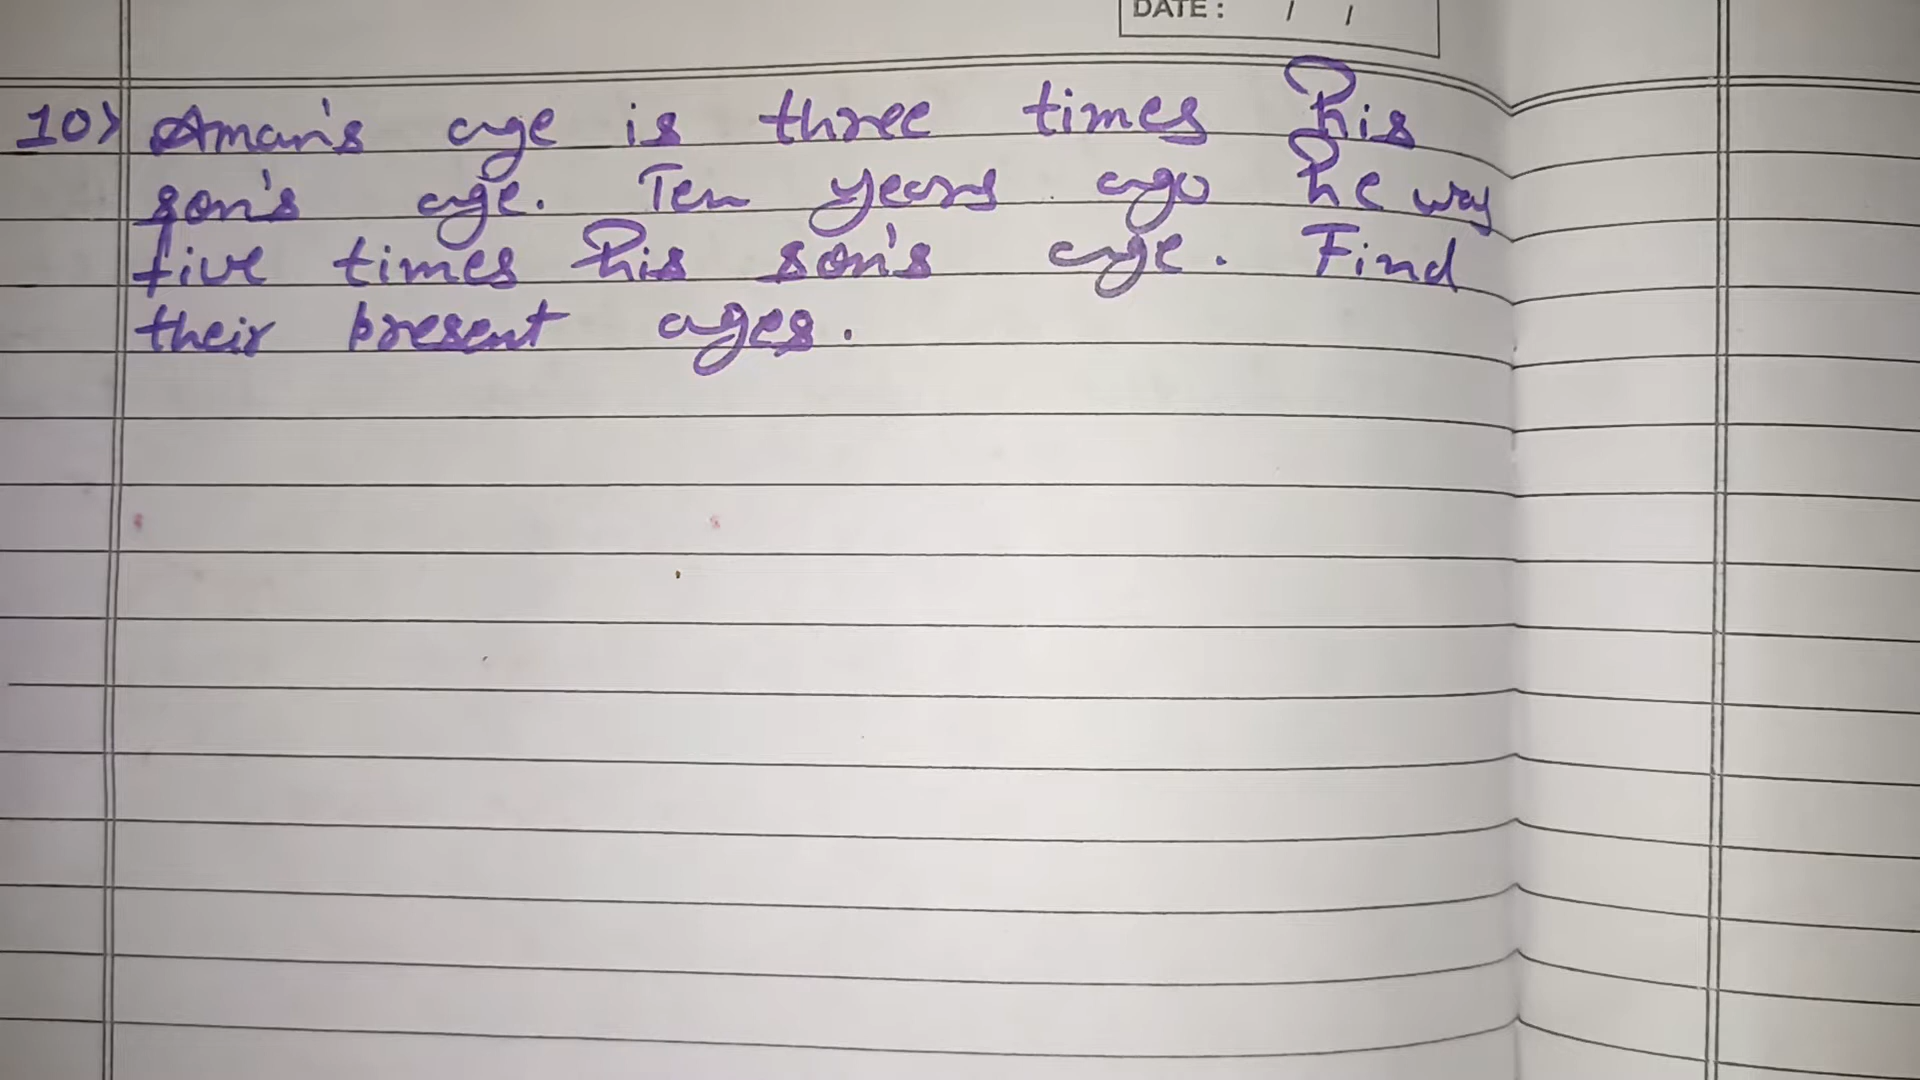 DATE : / /
10> Aman's age is three times his
son's age. Ten years ago he was
five times his son's age. Find
their present ages.